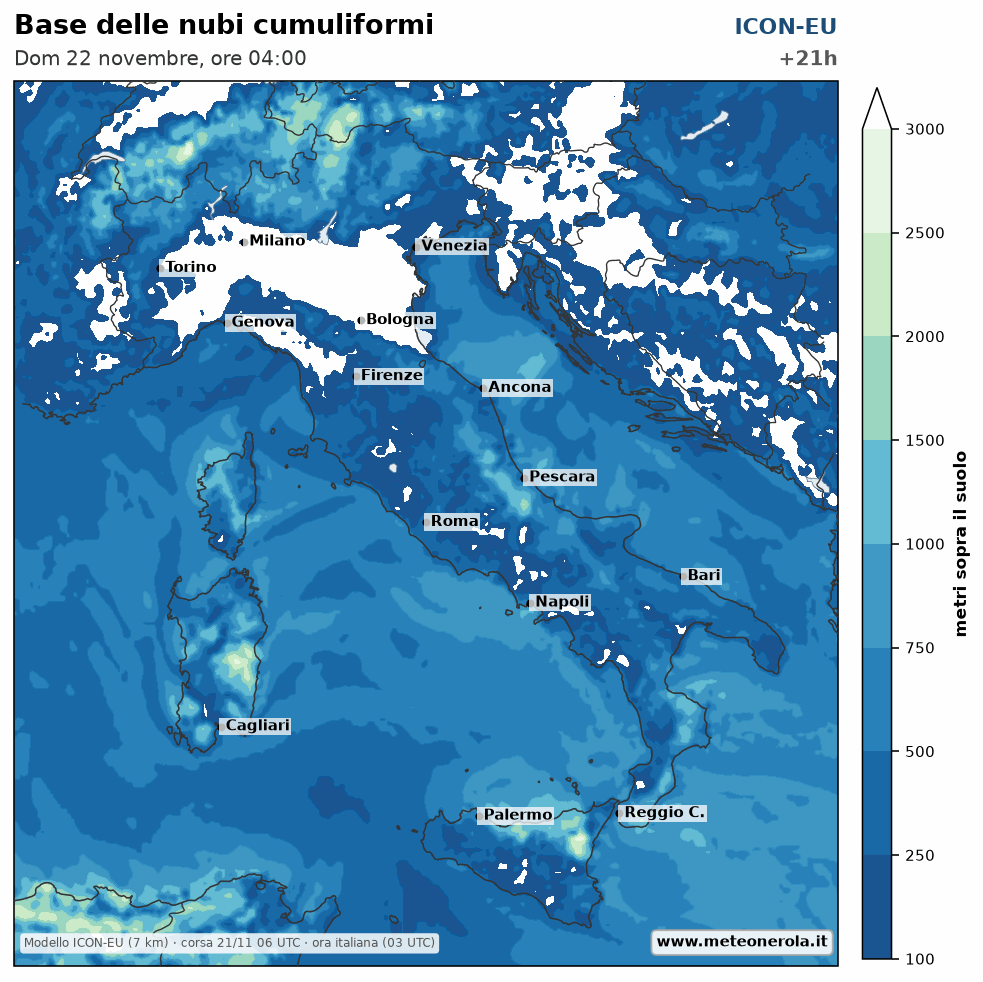 Base delle nubi cumuliformi
ICON-EU
Dom 22 novembre, ore 04:00
+21h
Milano
Venezia
Torino
Genova
Bologna
Firenze
Ancona
Pescara
Roma
Bari
Napoli
Cagliari
Palermo
Reggio C.
3000
2500
2000
1500
1000
750
500
250
100
metri sopra il suolo
Modello ICON-EU (7 km) · corsa 21/11 06 UTC · ora italiana (03 UTC)
www.meteonerola.it